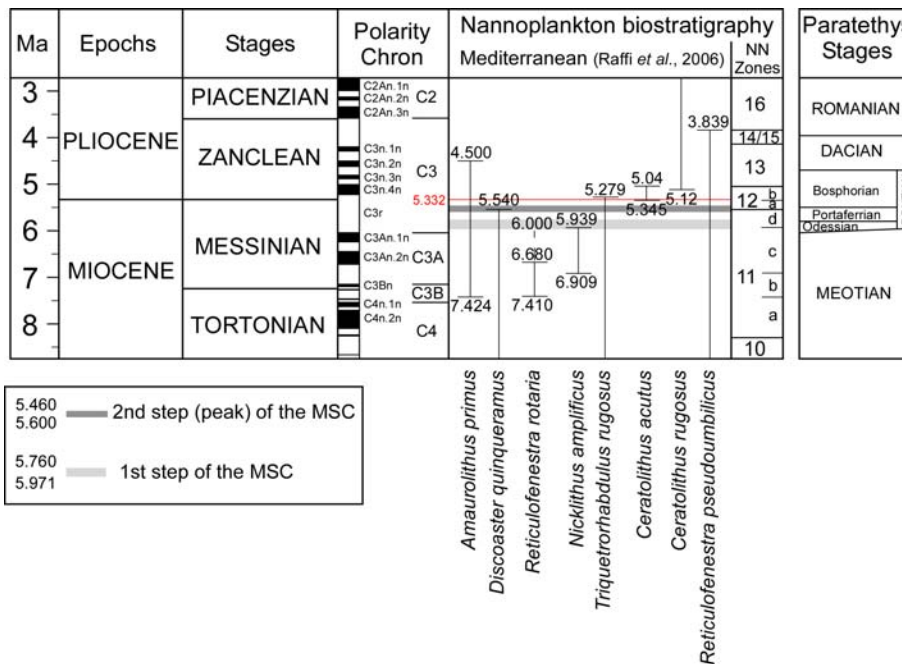 Ma
Epochs
Stages
Polarity
Chron
Nannoplankton biostratigraphy
Mediterranean (Raffi et al., 2006)
NN
Zones
Stages
3
4
5
6
7
8
PLIOCENE
MIOCENE
PIACENZIAN
ZANCLEAN
MESSINIAN
TORTONIAN
C2An.1n
C2An.2n
C2An.3n
C3n.1n
C3n.2n
C3n.3n
C3n.4n
C3r
C3An.1n
C3An.2n
C3Bn
C4n.1n
C4n.2n
C2
C3
5.332
C3A
C3B
C4
3.839
4.500
5.04
5.279
5.12
5.540
5.345
6.000
5.939
6.680
6.909
7.424
7.410
16
14/15
13
12
b
a
d
c
11
b
a
10
ROMANIAN
DACIAN
Bosphorian
Portaferrian
Odessian
MEOTIAN
5.460
5.600
2nd step (peak) of the MSC
5.760
5.971
1st step of the MSC
Amaurolithus primus
Discoaster quinqueramus
Reticulofenestra rotaria
Nicklithus amplificus
Triquetrorhabdulus rugosus
Ceratolithus acutus
Ceratolithus rugosus
Reticulofenestra pseudoumbilicus